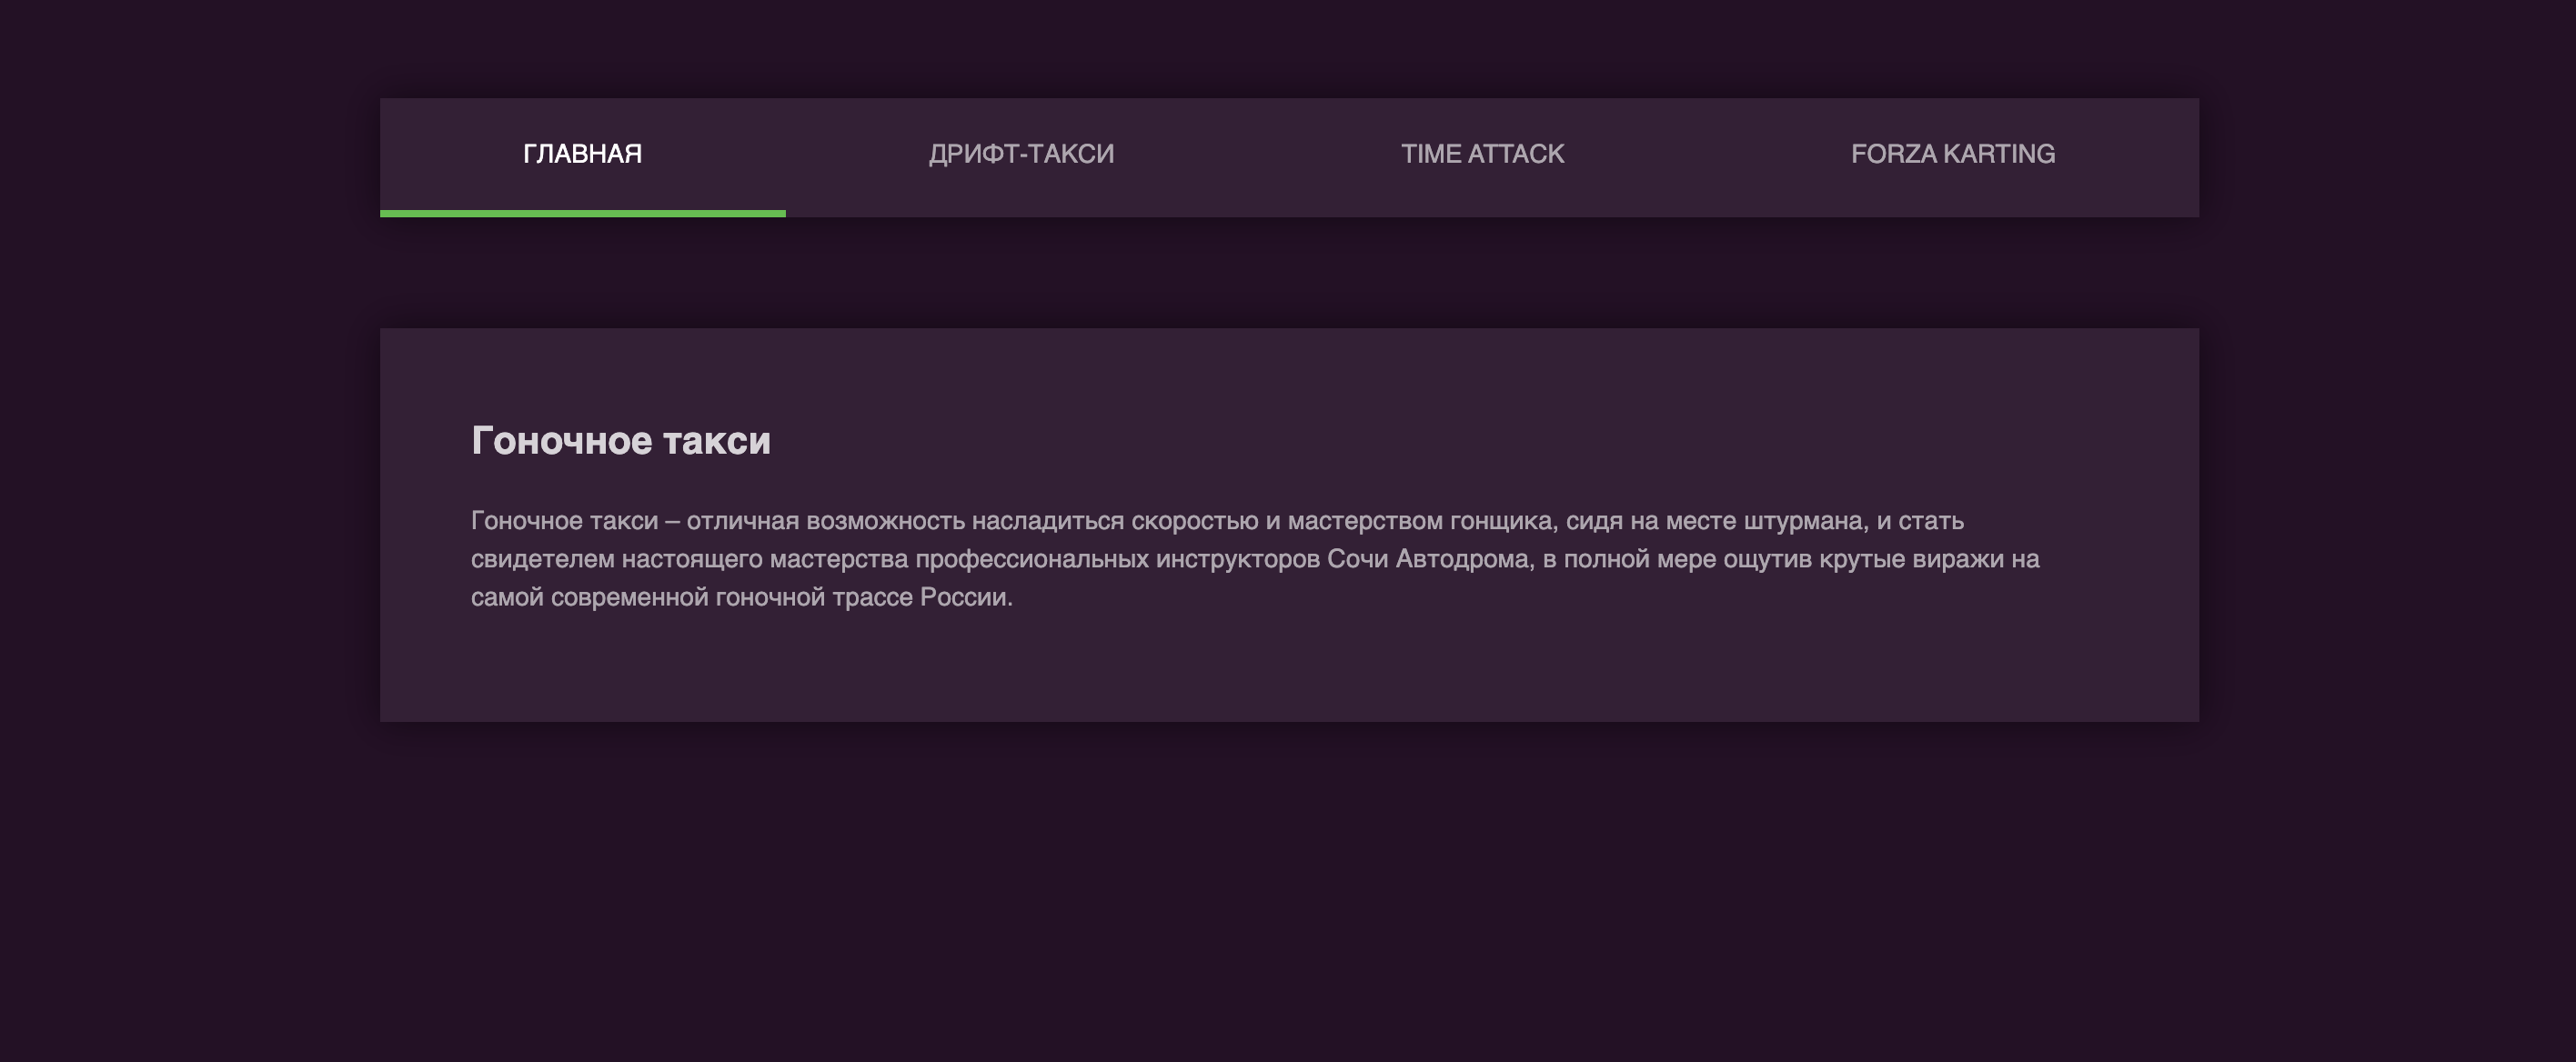 ГЛАВНАЯ ДРИФТ-ТАКСИ TIME ATTACK FORZA KARTING
Гоночное такси
Гоночное такси – отличная возможность насладиться скоростью и мастерством гонщика, сидя на месте штурмана, и стать
свидетелем настоящего мастерства профессиональных инструкторов Сочи Автодрома, в полной мере ощутив крутые виражи на
самой современной гоночной трассе России.